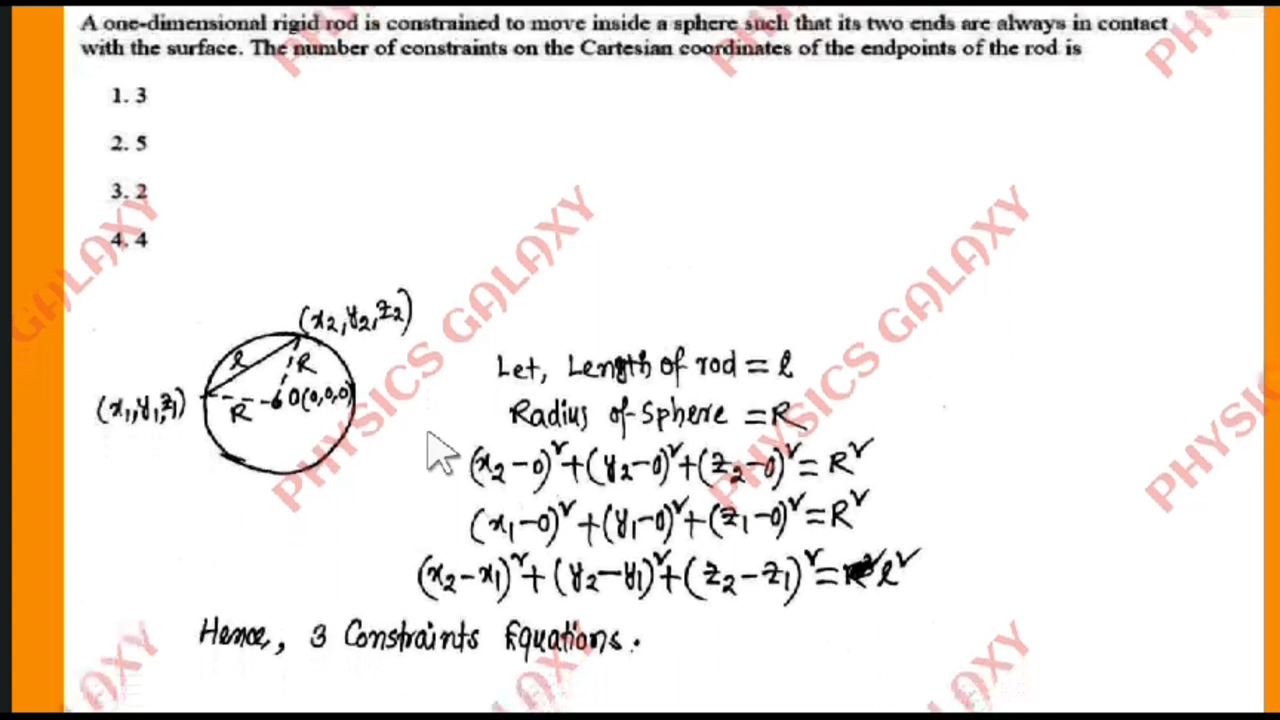 A one-dimensional rigid rod is constrained to move inside a sphere such that its two ends are always in contact
with the surface. The number of constraints on the Cartesian coordinates of the endpoints of the rod is
1. 3
2. 5
3. 2
4. 4
(x₂,y₂,z₂)
l
R
(x₁,y₁,z₁)
R
O(0,0,0)
Let, Length of rod = l
Radius of Sphere = R
(x₂-0)²+(y₂-0)²+(z₂-0)²= R²
(x₁-0)²+(y₁-0)²+(z₁-0)²=R²
(x₂-x₁)²+(y₂-y₁)²+(z₂-z₁)²= l²
Hence, 3 Constraints Equations.
PHYSICS GALAXY
PHYSICS GALAXY
PHYSICS GALAXY